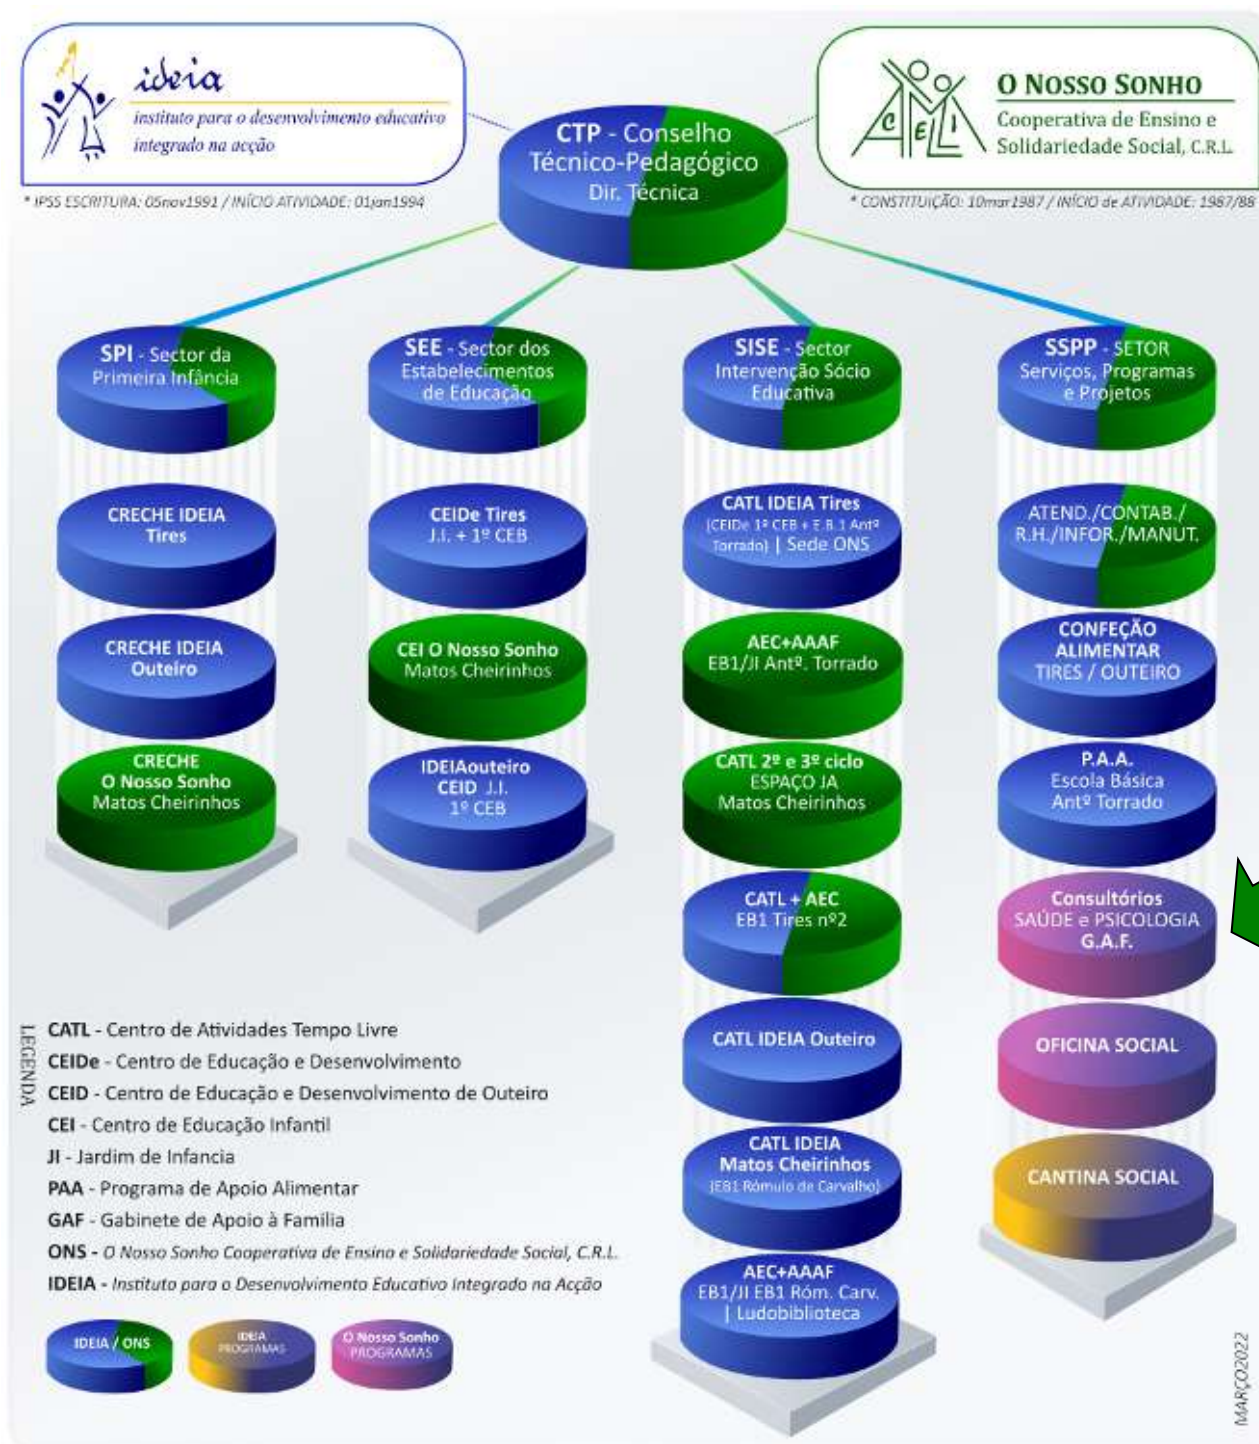 ideia
instituto para o desenvolvimento educativo
integrado na acção
* IPSS ESCRITURA: 05nov1991 / INÍCIO ATIVIDADE: 01jan1994
CTP - Conselho
Técnico-Pedagógico
Dir. Técnica
CELI
O NOSSO SONHO
Cooperativa de Ensino e
Solidariedade Social, C.R.L.
* CONSTITUIÇÃO: 10mar1987 / INÍCIO de ATIVIDADE: 1987/88
SPI - Sector da
Primeira Infância
CRECHE IDEIA
Tires
CRECHE IDEIA
Outeiro
CRECHE
O Nosso Sonho
Matos Cheirinhos
SEE - Sector dos
Estabelecimentos
de Educação
CEIDe Tires
J.I. + 1º CEB
CEI O Nosso Sonho
Matos Cheirinhos
IDEIAouteiro
CEID J.I.
1º CEB
SISE - Sector
Intervenção Sócio
Educativa
CATL IDEIA Tires
(CEIDe 1º CEB + E.B.1 Antº
Torrado) | Sede ONS
AEC+AAAF
EB1/JI Antº. Torrado
CATL 2º e 3º ciclo
ESPAÇO JA
Matos Cheirinhos
CATL + AEC
EB1 Tires nº2
CATL IDEIA Outeiro
CATL IDEIA
Matos Cheirinhos
(EB1 Rómulo de Carvalho)
AEC+AAAF
EB1/JI EB1 Róm. Carv.
| Ludobiblioteca
SSPP - SETOR
Serviços, Programas
e Projetos
ATEND./CONTAB./
R.H./INFOR./MANUT.
CONFEÇÃO
ALIMENTAR
TIRES / OUTEIRO
P.A.A.
Escola Básica
Antº Torrado
Consultórios
SAÚDE e PSICOLOGIA
G.A.F.
OFICINA SOCIAL
CANTINA SOCIAL
LEGENDA
CATL - Centro de Atividades Tempo Livre
CEIDe - Centro de Educação e Desenvolvimento
CEID - Centro de Educação e Desenvolvimento de Outeiro
CEI - Centro de Educação Infantil
JI - Jardim de Infancia
PAA - Programa de Apoio Alimentar
GAF - Gabinete de Apoio à Família
ONS - O Nosso Sonho Cooperativa de Ensino e Solidariedade Social, C.R.L.
IDEIA - Instituto para o Desenvolvimento Educativo Integrado na Acção
IDEIA / ONS
IDEIA
PROGRAMAS
O Nosso Sonho
PROGRAMAS
MARÇO2022